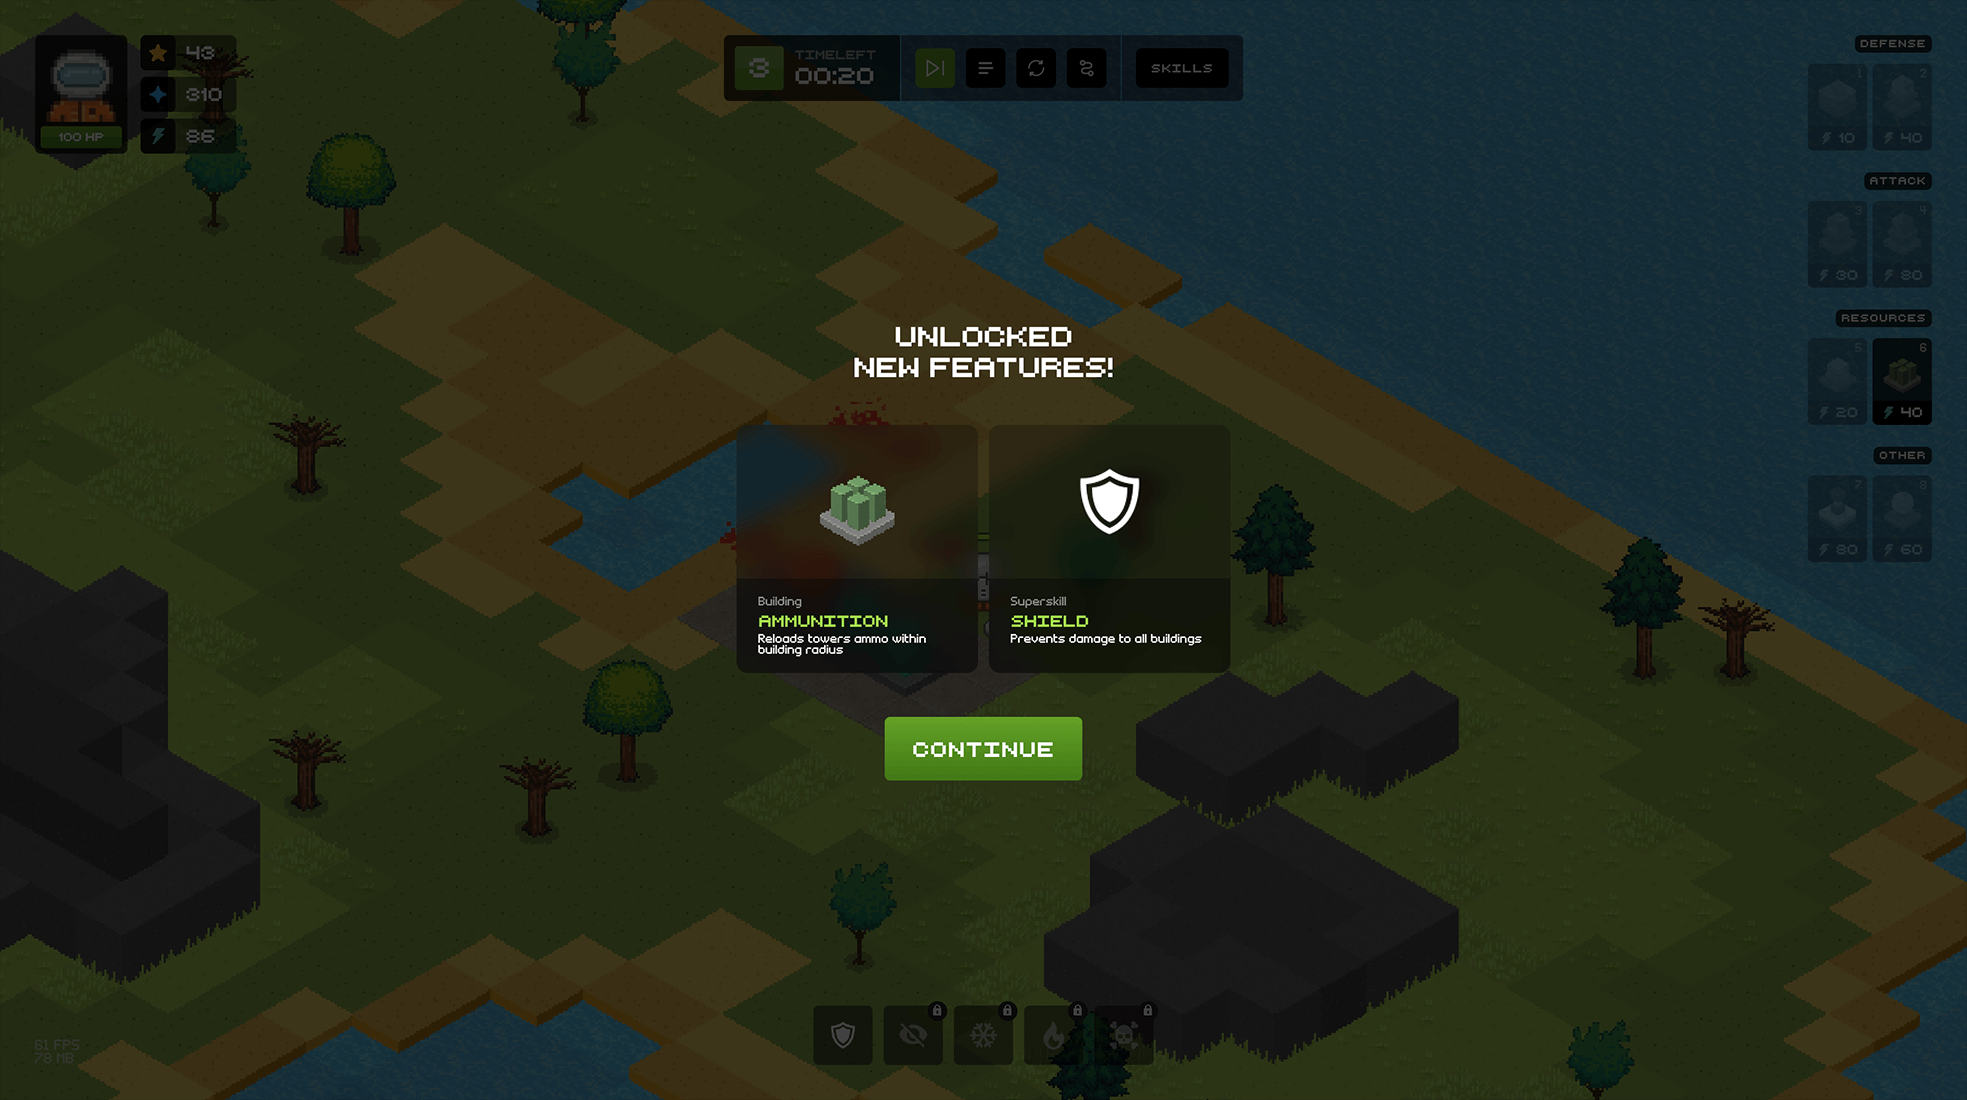 43
310
86
100 HP
3
TIMELEFT
00:20
SKILLS
DEFENSE
1
2
10
40
ATTACK
3
4
30
80
RESOURCES
5
6
20
40
OTHER
7
8
80
60
UNLOCKED
NEW FEATURES!
Building
AMMUNITION
Reloads towers ammo within
building radius
Superskill
SHIELD
Prevents damage to all buildings
CONTINUE
61 FPS
78 MB